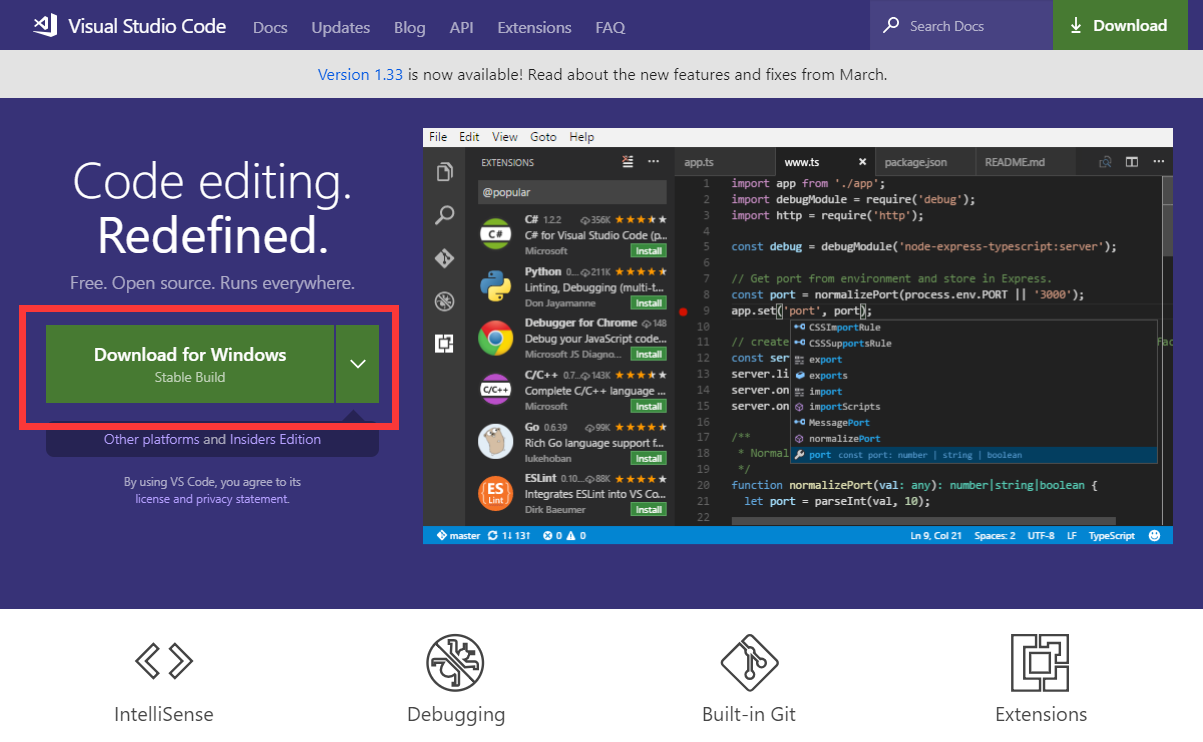 Visual Studio Code Docs Updates Blog API Extensions FAQ Search Docs Download
Version 1.33 is now available! Read about the new features and fixes from March.
Code editing.
Redefined.
Free. Open source. Runs everywhere.
Download for Windows
Stable Build
Other platforms and Insiders Edition
By using VS Code, you agree to its
license and privacy statement.
File Edit View Goto Help
EXTENSIONS
@popular
C# 1.2.2 356K
C# for Visual Studio Code (p...
Microsoft Install
Python 0... 211K
Linting, Debugging (multi-t...
Don Jayamanne Install
Debugger for Chrome 148
Debug your JavaScript code...
Microsoft JS Diagno... Install
C/C++ 0.7... 143K
Complete C/C++ language ...
Microsoft Install
Go 0.6.39 99K
Rich Go language support f...
lukehoban Install
ESLint 0.10... 88K
Integrates ESLint into VS Co...
Dirk Baeumer Install
C#
C/C++
ES
Lint
app.ts www.ts package.json README.md
1 import app from './app';
2 import debugModule = require('debug');
3 import http = require('http');
4
5 const debug = debugModule('node-express-typescript:server');
6
7 // Get port from environment and store in Express.
8 const port = normalizePort(process.env.PORT || '3000');
9 app.set('port', port);
10
11 // create
12 const ser
13 server.li
14 server.on
15 server.on
16
17 /**
18 * Normal
19 */
20 function normalizePort(val: any): number|string|boolean {
21 let port = parseInt(val, 10);
22
CSSImportRule
CSSSupportsRule
export
exports
import
importScripts
MessagePort
normalizePort
port const port: number | string | boolean
master 1↓ 13↑ 0 0 Ln 9, Col 21 Spaces: 2 UTF-8 LF TypeScript
IntelliSense Debugging Built-in Git Extensions